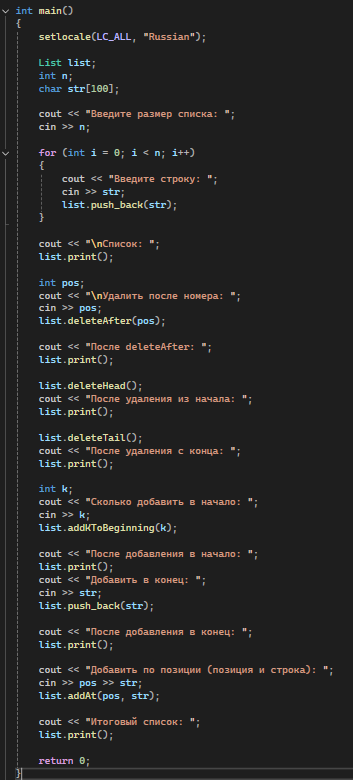 int main()
{
setlocale(LC_ALL, "Russian");
List list;
int n;
char str[100];
cout << "Введите размер списка: ";
cin >> n;
for (int i = 0; i < n; i++)
{
cout << "Введите строку: ";
cin >> str;
list.push_back(str);
}
cout << "\nСписок: ";
list.print();
int pos;
cout << "\nУдалить после номера: ";
cin >> pos;
list.deleteAfter(pos);
cout << "После deleteAfter: ";
list.print();
list.deleteHead();
cout << "После удаления из начала: ";
list.print();
list.deleteTail();
cout << "После удаления с конца: ";
list.print();
int k;
cout << "Сколько добавить в начало: ";
cin >> k;
list.addKToBeginning(k);
cout << "После добавления в начало: ";
list.print();
cout << "Добавить в конец: ";
cin >> str;
list.push_back(str);
cout << "После добавления в конец: ";
list.print();
cout << "Добавить по позиции (позиция и строка): ";
cin >> pos >> str;
list.addAt(pos, str);
cout << "Итоговый список: ";
list.print();
return 0;
}